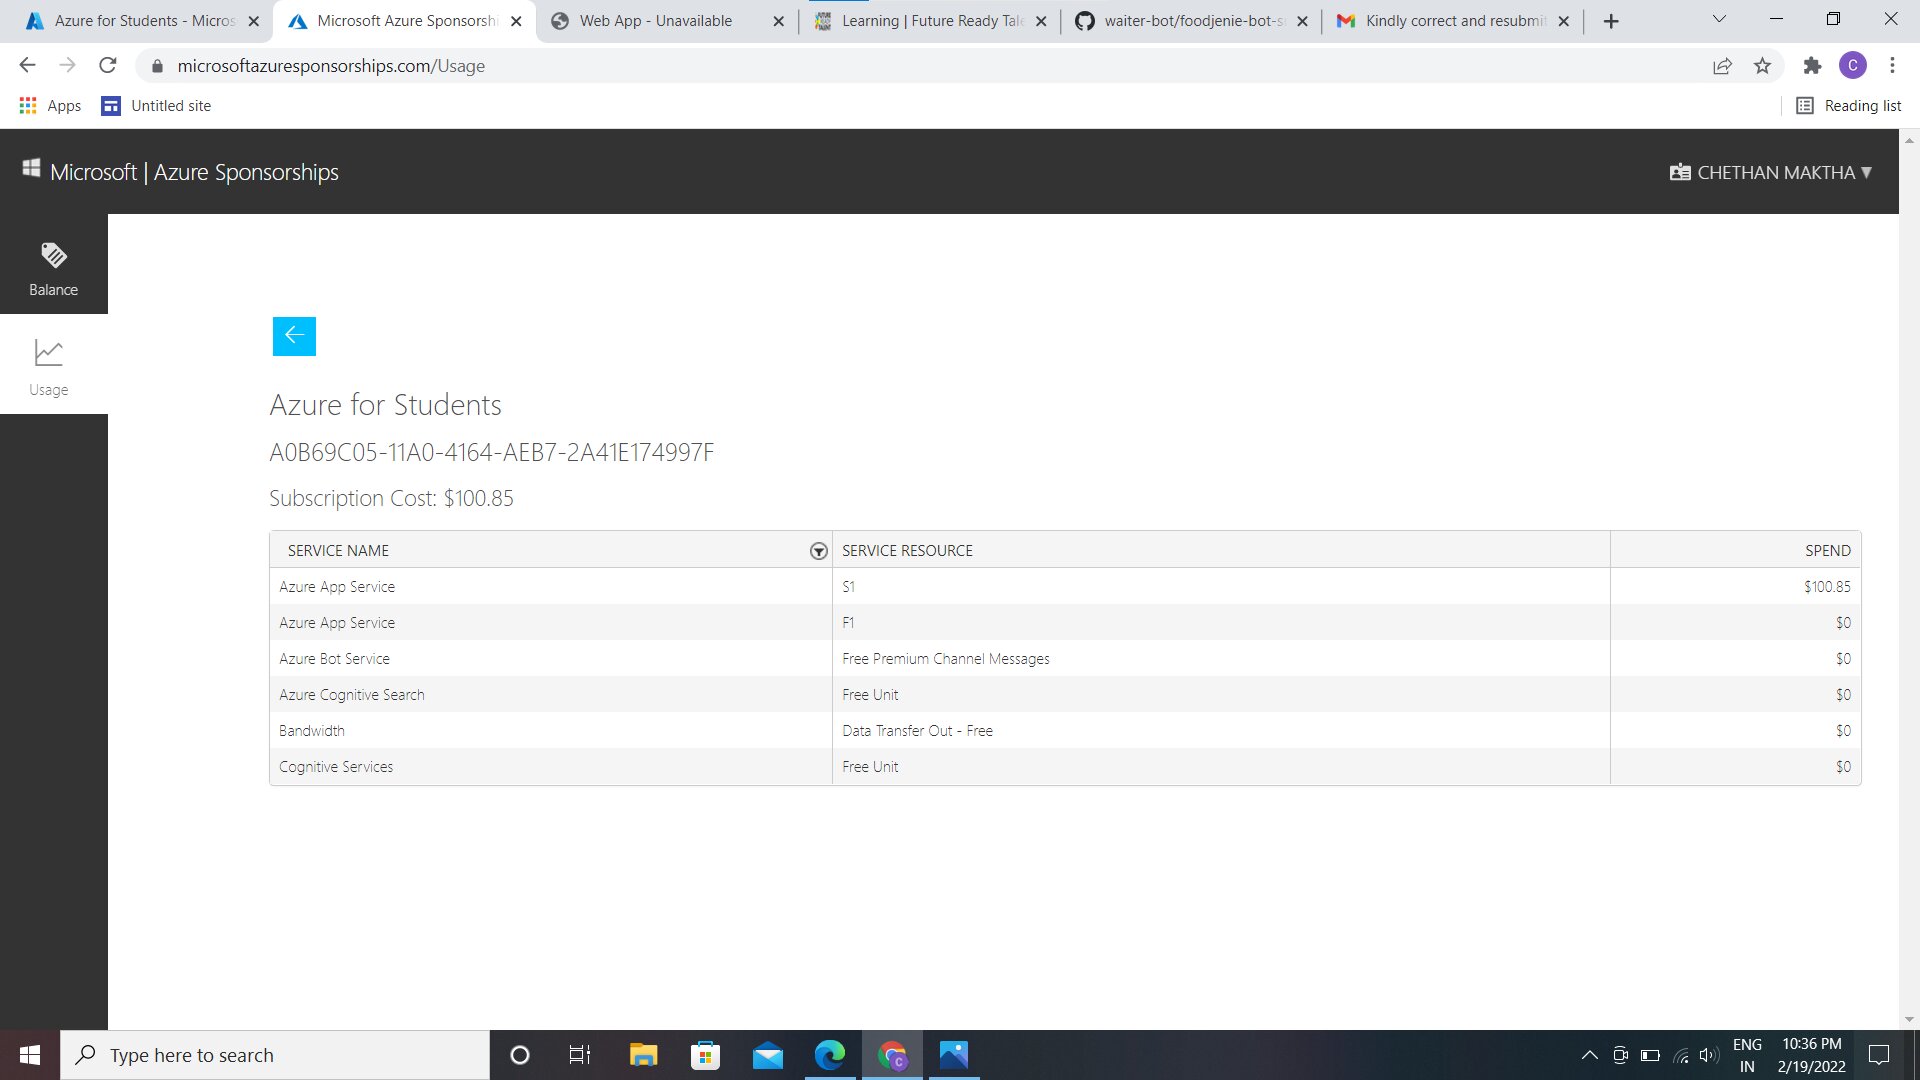 Azure for Students - Micros
Microsoft Azure Sponsorshi
Web App - Unavailable
Learning | Future Ready Tale
waiter-bot/foodjenie-bot-s
Kindly correct and resubmit
microsoftazuresponsorships.com/Usage
C
Apps
Untitled site
Reading list
Microsoft | Azure Sponsorships
CHETHAN MAKTHA
Balance
Usage
Azure for Students
A0B69C05-11A0-4164-AEB7-2A41E174997F
Subscription Cost: $100.85
SERVICE NAME SERVICE RESOURCE SPEND
Azure App Service S1 $100.85
Azure App Service F1 $0
Azure Bot Service Free Premium Channel Messages $0
Azure Cognitive Search Free Unit $0
Bandwidth Data Transfer Out - Free $0
Cognitive Services Free Unit $0
Type here to search
C
ENG
IN
10:36 PM
2/19/2022